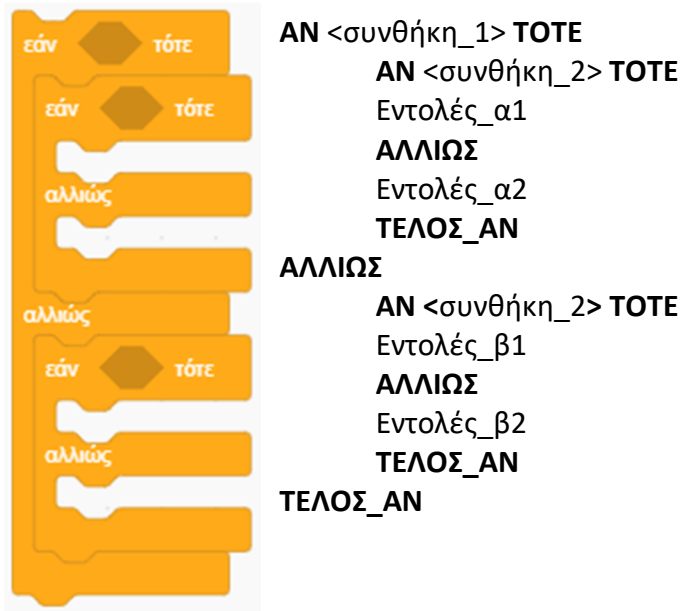 εάν τότε
εάν τότε
αλλιώς
αλλιώς
εάν τότε
αλλιώς
ΑΝ <συνθήκη_1> ΤΟΤΕ
ΑΝ <συνθήκη_2> ΤΟΤΕ
Εντολές_α1
ΑΛΛΙΩΣ
Εντολές_α2
ΤΕΛΟΣ_ΑΝ
ΑΛΛΙΩΣ
ΑΝ <συνθήκη_2> ΤΟΤΕ
Εντολές_β1
ΑΛΛΙΩΣ
Εντολές_β2
ΤΕΛΟΣ_ΑΝ
ΤΕΛΟΣ_ΑΝ